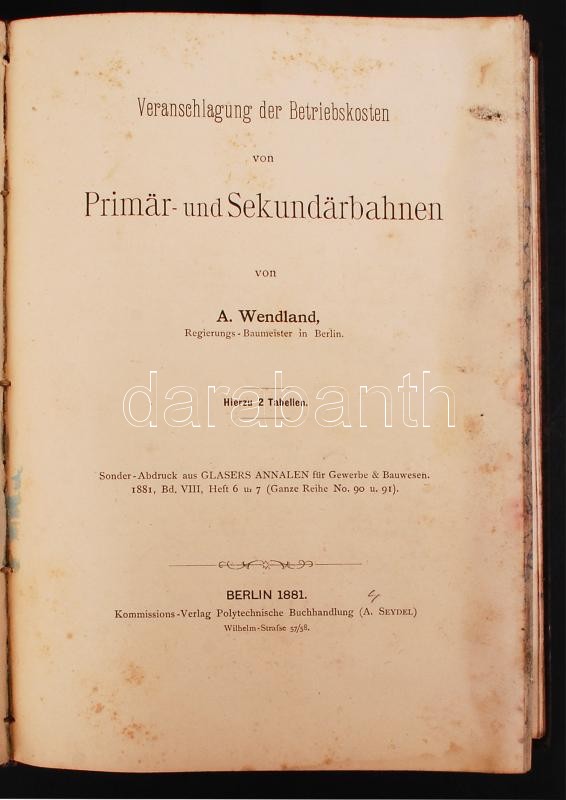 Veranschlagung der Betriebskosten
von
Primär- und Sekundärbahnen
von
A. Wendland,
Regierungs-Baumeister in Berlin.
darabanth
Hierzu 2 Tabellen.
Sonder-Abdruck aus GLASERS ANNALEN für Gewerbe & Bauwesen.
1881, Bd. VIII, Heft 6 u. 7 (Ganze Reihe No. 90 u. 91).
BERLIN 1881.
Kommissions-Verlag Polytechnische Buchhandlung (A. SEYDEL)
Wilhelm-Strafse 57/58.